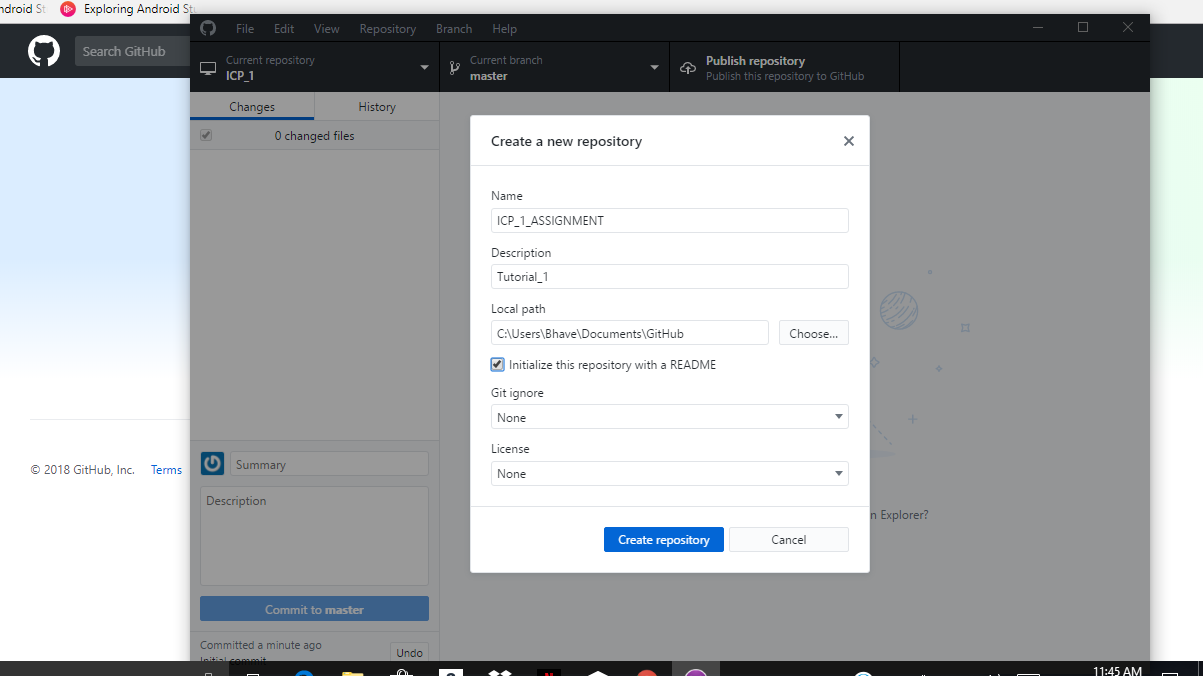 ndroid St
Exploring Android St
Search GitHub
File Edit View Repository Branch Help
Current repository
ICP_1
Current branch
master
Publish repository
Publish this repository to GitHub
Changes History
0 changed files
Create a new repository
Name
ICP_1_ASSIGNMENT
Description
Tutorial_1
Local path
C:\Users\Bhave\Documents\GitHub
Choose...
Initialize this repository with a README
Git ignore
None
License
None
Create repository
Cancel
n Explorer?
© 2018 GitHub, Inc. Terms
Summary
Description
Commit to master
Committed a minute ago
Initial commit
Undo
11:45 AM